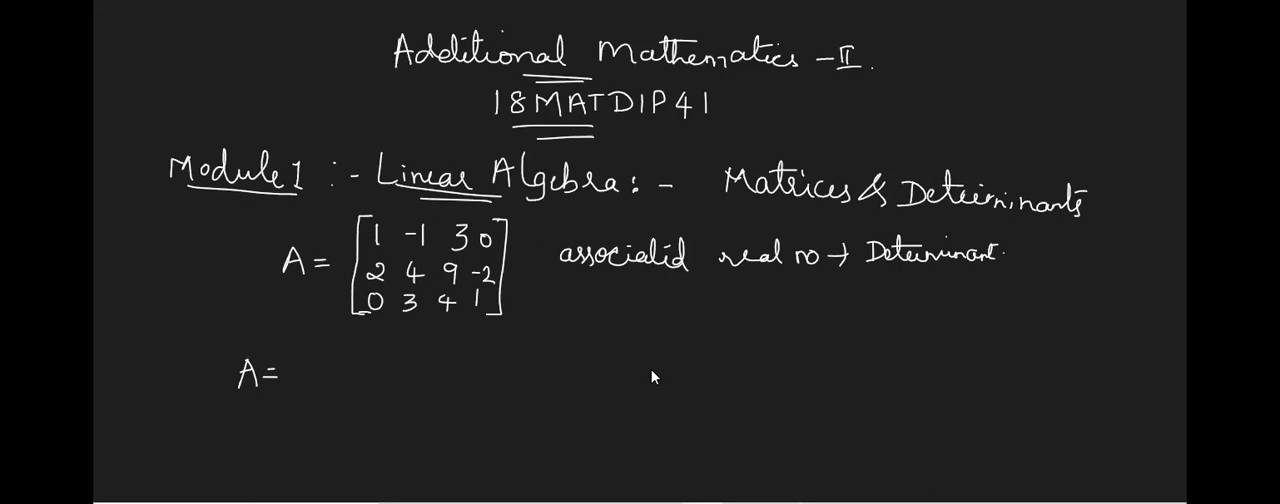 Additional Mathematics - II.
18MATDIP41
Module 1 :- Linear Algebra: - Matrices & Determinants
A = [1 -1 3 0
2 4 9 -2
0 3 4 1] associated real no → Determinant.
A =